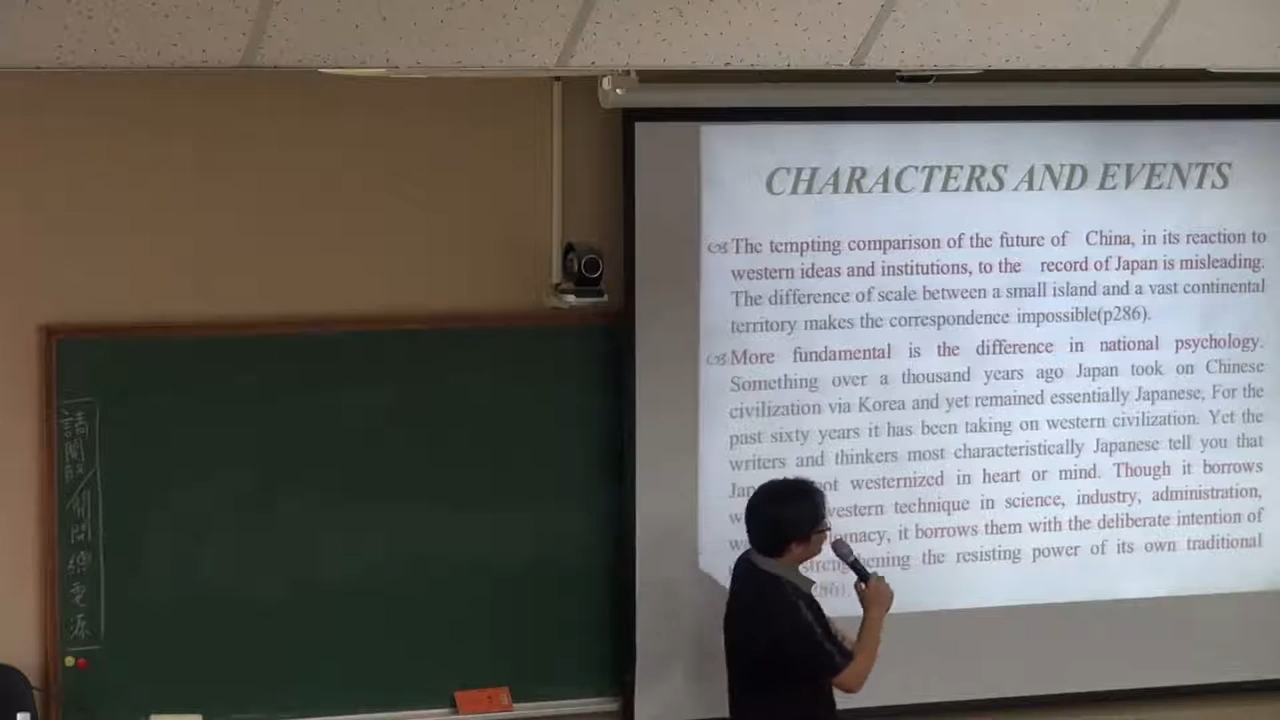 CHARACTERS AND EVENTS
The tempting comparison of the future of China, in its reaction to
western ideas and institutions, to the record of Japan is misleading.
The difference of scale between a small island and a vast continental
territory makes the correspondence impossible(p286).
More fundamental is the difference in national psychology.
Something over a thousand years ago Japan took on Chinese
civilization via Korea and yet remained essentially Japanese, For the
past sixty years it has been taking on western civilization. Yet the
writers and thinkers most characteristically Japanese tell you that
not westernized in heart or mind. Though it borrows
western technique in science, industry, administration,
it borrows them with the deliberate intention of
strengthening the resisting power of its own traditional